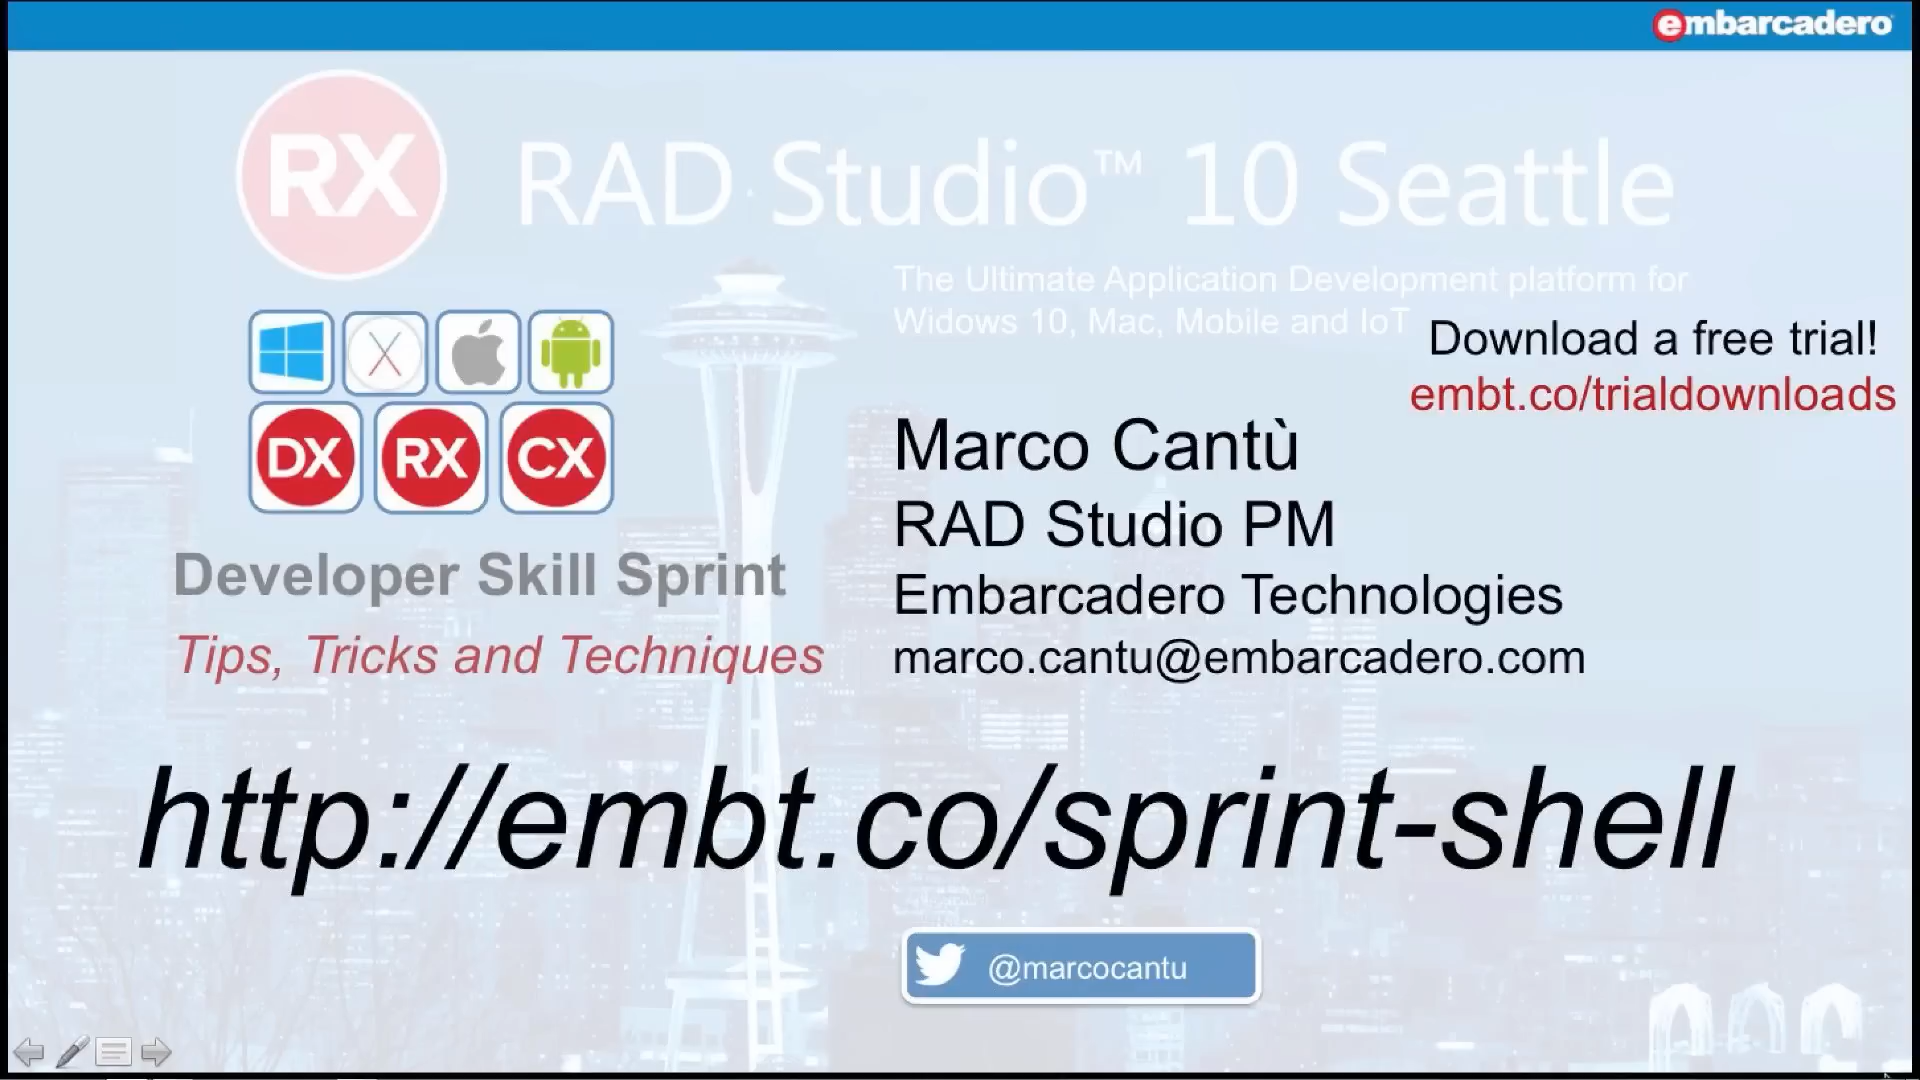 embarcadero
RX
RAD Studio™ 10 Seattle
The Ultimate Application Development platform for
Widows 10, Mac, Mobile and IoT
Download a free trial!
embt.co/trialdownloads
DX
RX
CX
Marco Cantù
RAD Studio PM
Embarcadero Technologies
marco.cantu@embarcadero.com
Developer Skill Sprint
Tips, Tricks and Techniques
http://embt.co/sprint-shell
@marcocantu